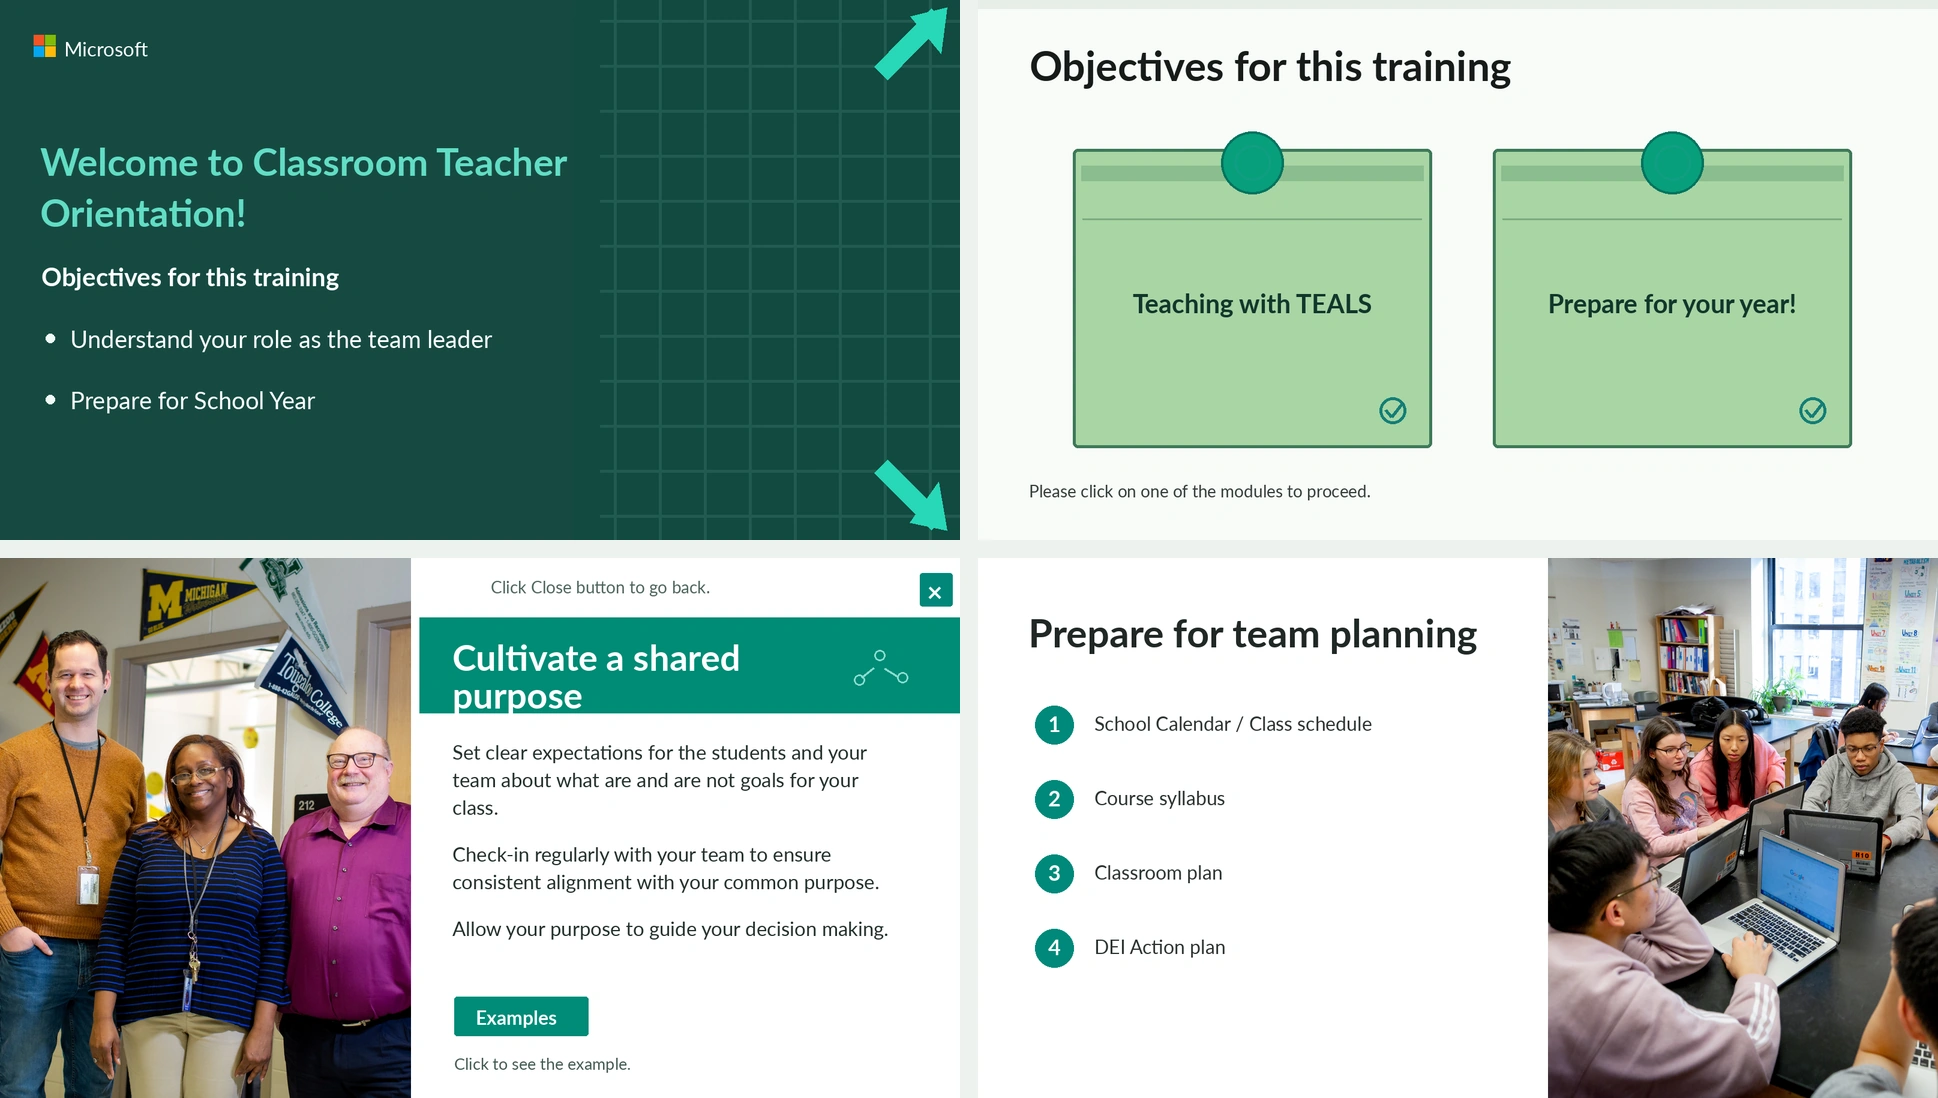 Microsoft
Welcome to Classroom Teacher
Orientation!
Objectives for this training
• Understand your role as the team leader
• Prepare for School Year
Objectives for this training
Teaching with TEALS
Prepare for your year!
Please click on one of the modules to proceed.
MICHIGAN
Tougaloo College
212
Click Close button to go back.
Cultivate a shared
purpose
Set clear expectations for the students and your
team about what are and are not goals for your
class.
Check-in regularly with your team to ensure
consistent alignment with your common purpose.
Allow your purpose to guide your decision making.
Examples
Click to see the example.
Prepare for team planning
1 School Calendar / Class schedule
2 Course syllabus
3 Classroom plan
4 DEI Action plan
H10